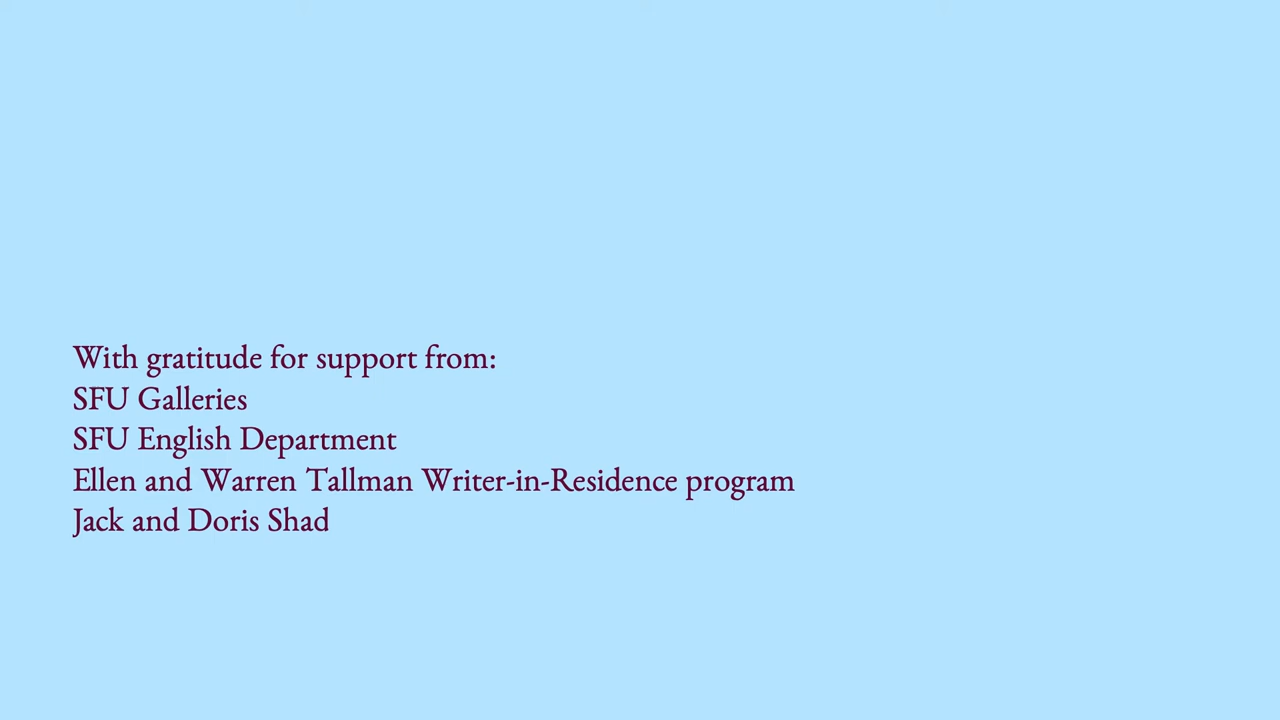 With gratitude for support from:
SFU Galleries
SFU English Department
Ellen and Warren Tallman Writer-in-Residence program
Jack and Doris Shad